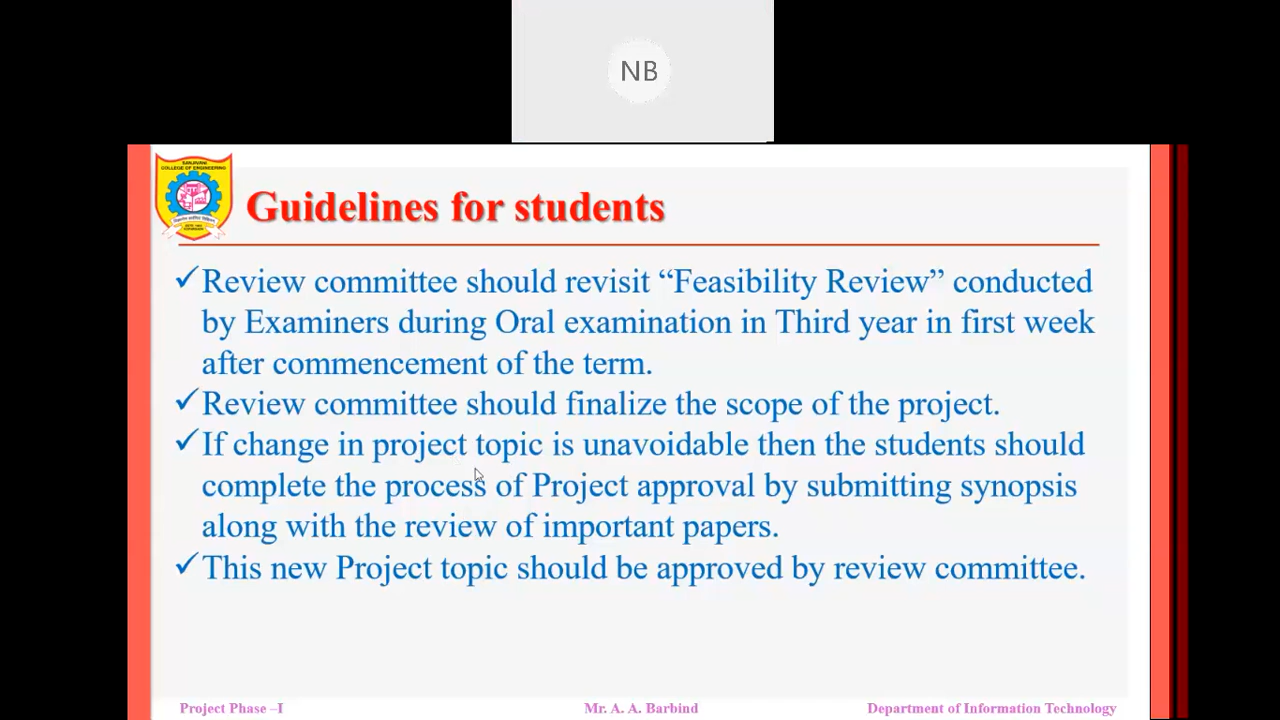 NB
SANJIVANI
COLLEGE OF ENGINEERING
Guidelines for students
✓Review committee should revisit “Feasibility Review” conducted
by Examiners during Oral examination in Third year in first week
after commencement of the term.
✓Review committee should finalize the scope of the project.
✓If change in project topic is unavoidable then the students should
complete the process of Project approval by submitting synopsis
along with the review of important papers.
✓This new Project topic should be approved by review committee.
Project Phase –I
Mr. A. A. Barbind
Department of Information Technology